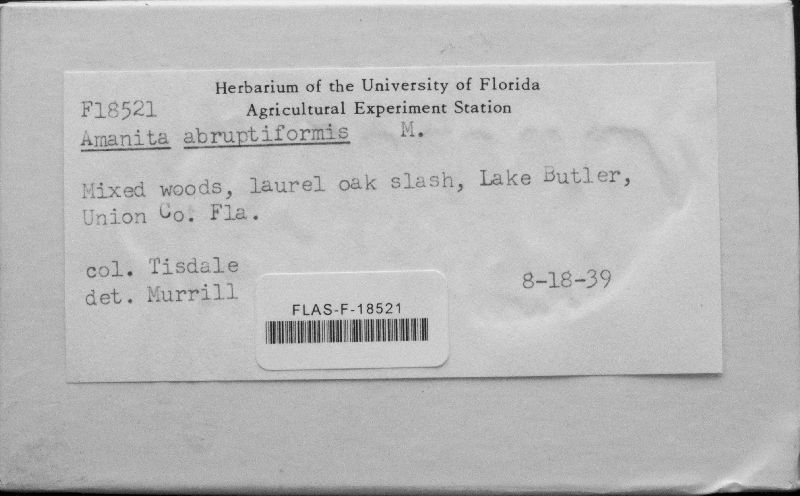 Herbarium of the University of Florida
Agricultural Experiment Station
F18521
Amanita abruptiformis M.
Mixed woods, laurel oak slash, Lake Butler,
Union Co. Fla.
col. Tisdale
det. Murrill
8-18-39
FLAS-F-18521